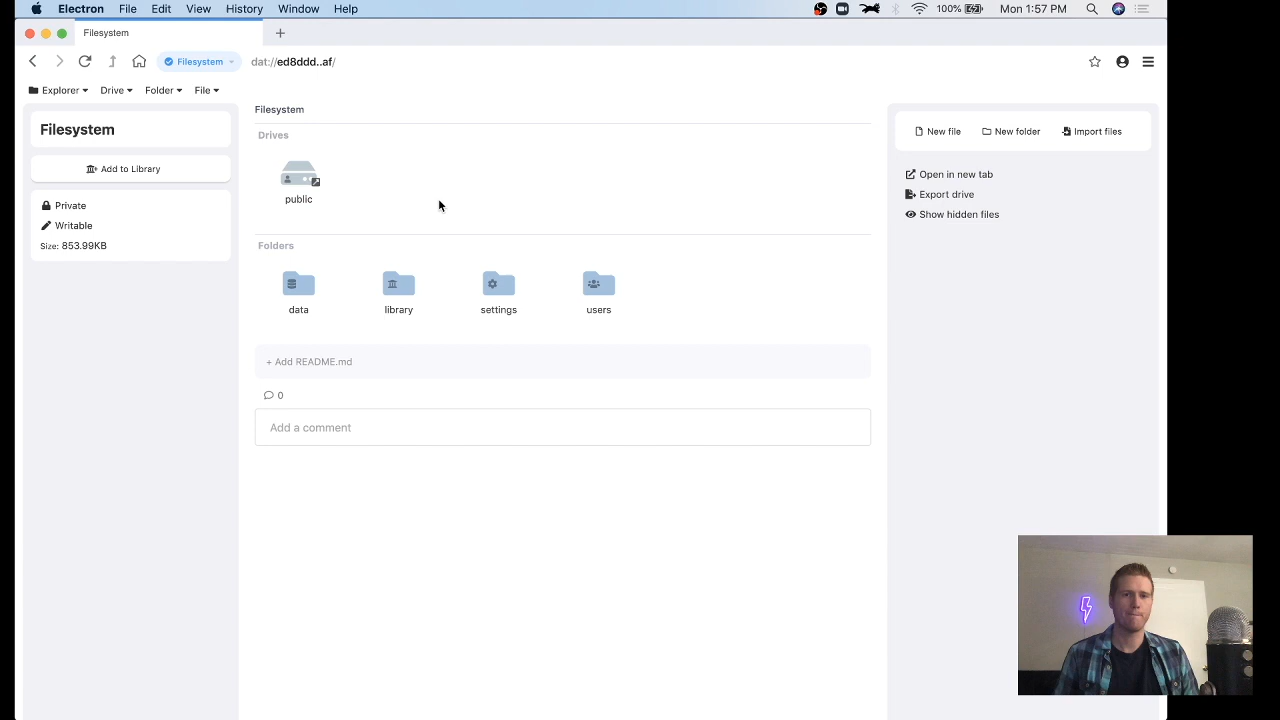 Electron File Edit View History Window Help 100% Mon 1:57 PM
Filesystem
Filesystem dat://ed8ddd..af/
Explorer Drive Folder File
Filesystem
Add to Library
Private
Writable
Size: 853.99KB
Filesystem
Drives
public
Folders
data library settings users
+ Add README.md
0
Add a comment
New file New folder Import files
Open in new tab
Export drive
Show hidden files